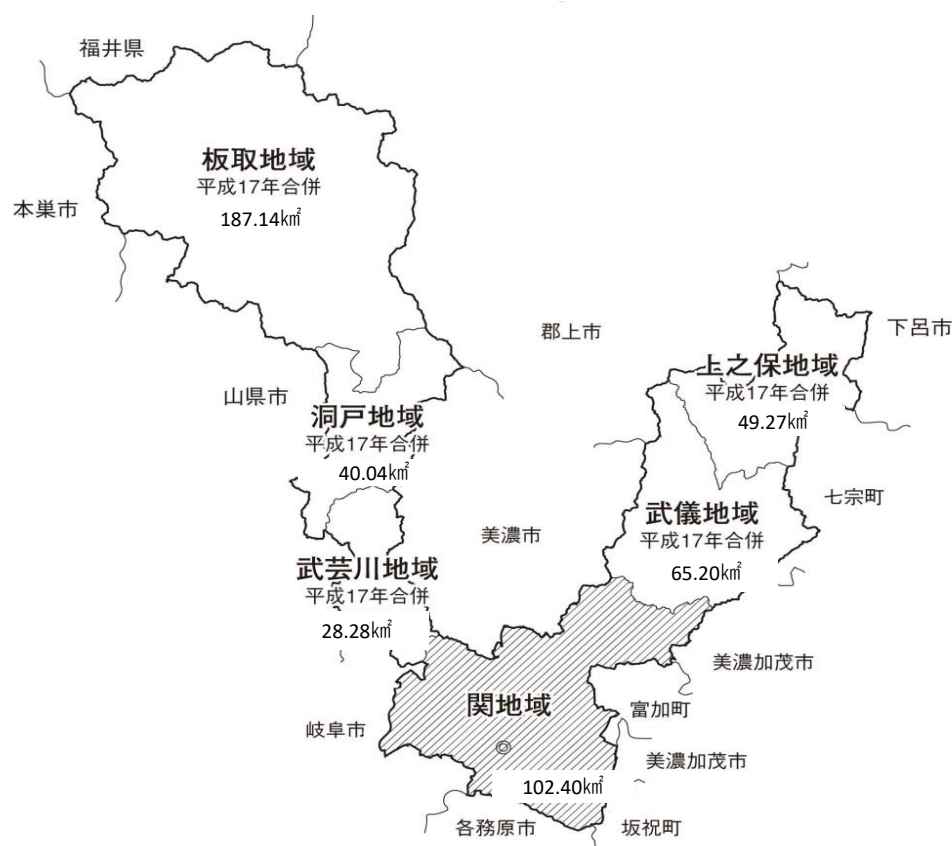 福井県
板取地域
平成17年合併
187.14㎢
本巣市
郡上市
下呂市
上之保地域
平成17年合併
49.27㎢
山県市
洞戸地域
平成17年合併
40.04㎢
七宗町
武儀地域
平成17年合併
65.20㎢
美濃市
武芸川地域
平成17年合併
28.28㎢
美濃加茂市
関地域
富加町
岐阜市
美濃加茂市
102.40㎢
各務原市
坂祝町